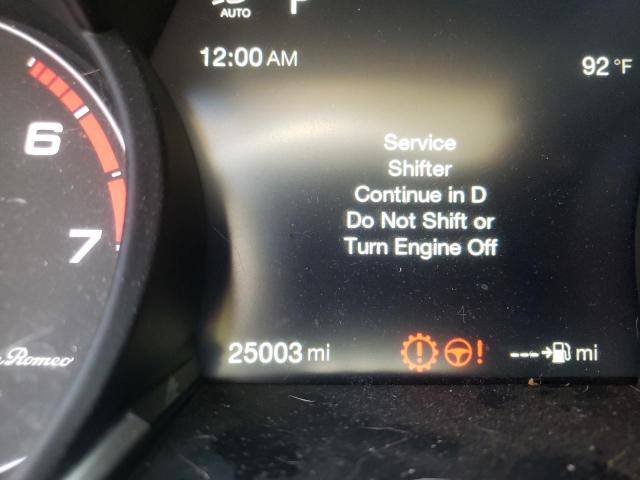 AUTO
P
12:00 AM
92 °F
6
7
Service
Shifter
Continue in D
Do Not Shift or
Turn Engine Off
25003 mi
! !
--- mi
Romeo